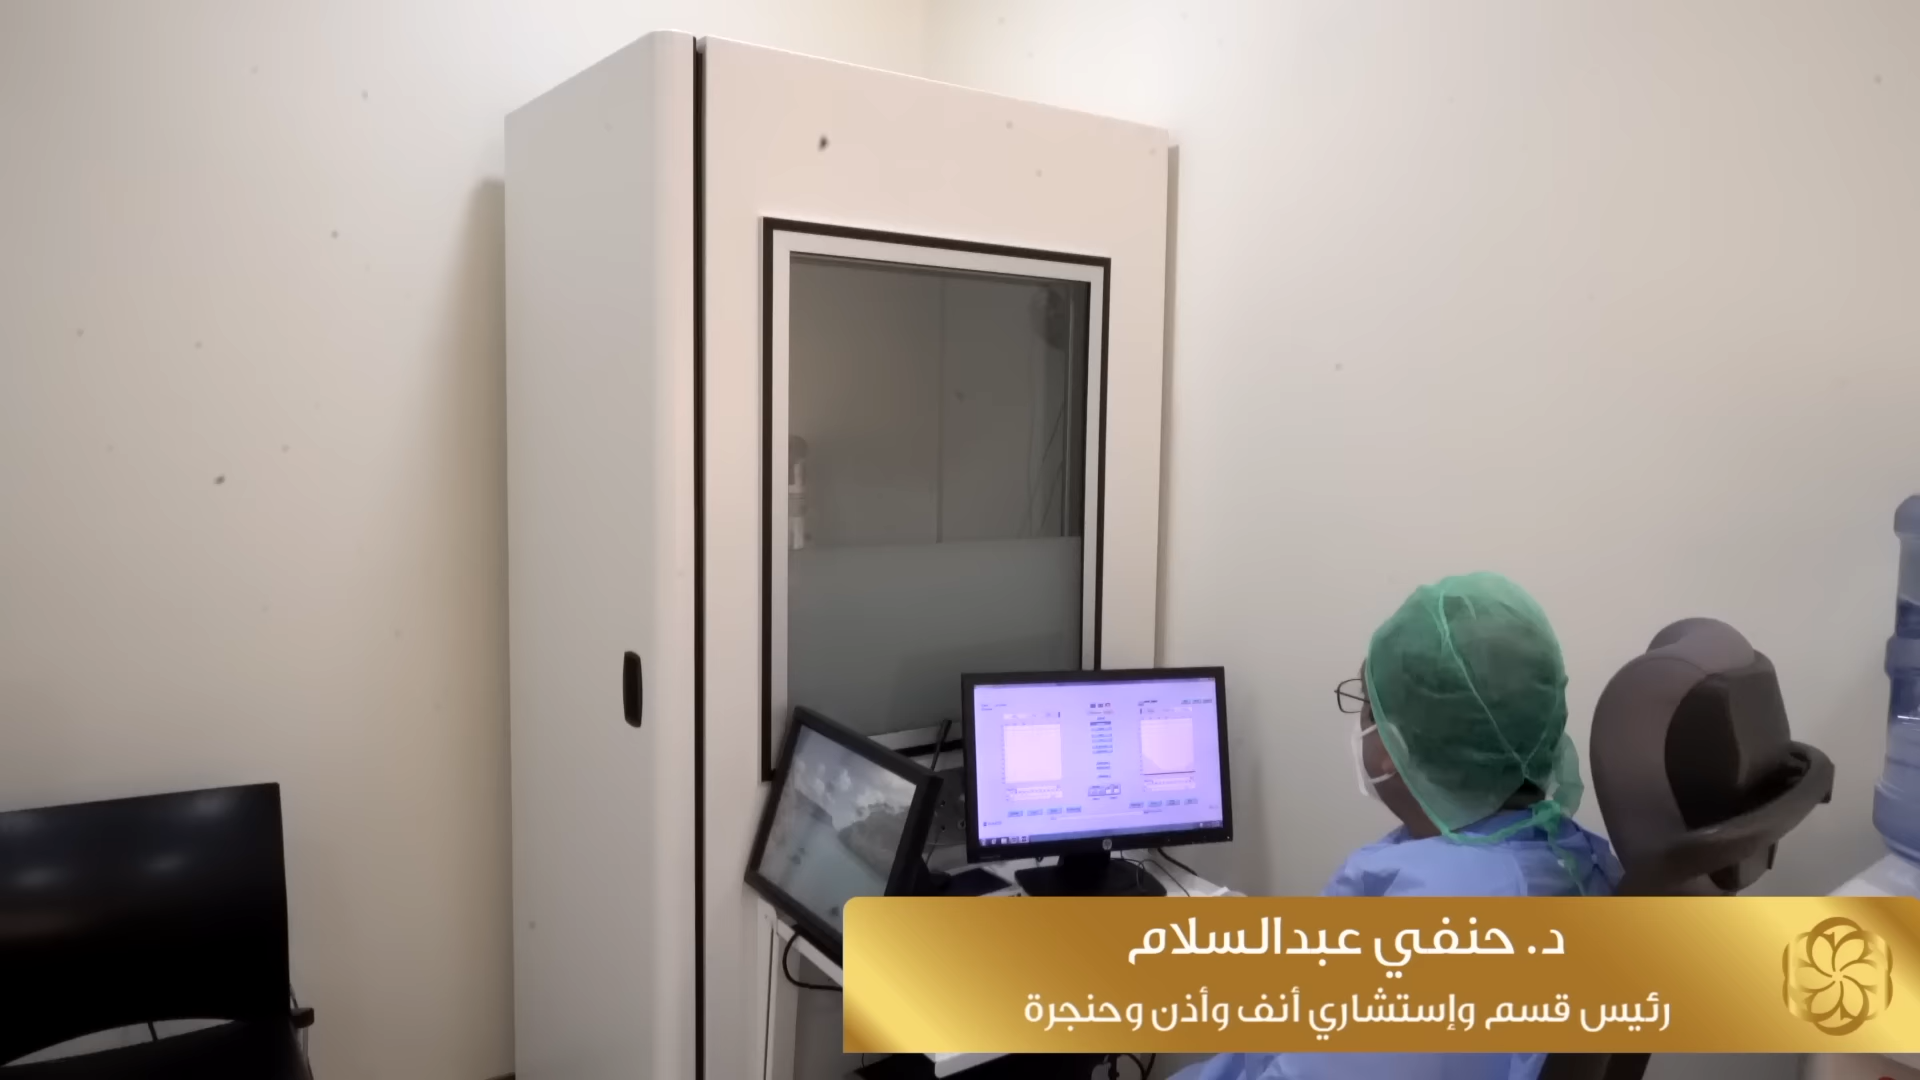 د. حنفي عبدالسلام
رئيس قسم وإستشاري أنف وأذن وحنجرة